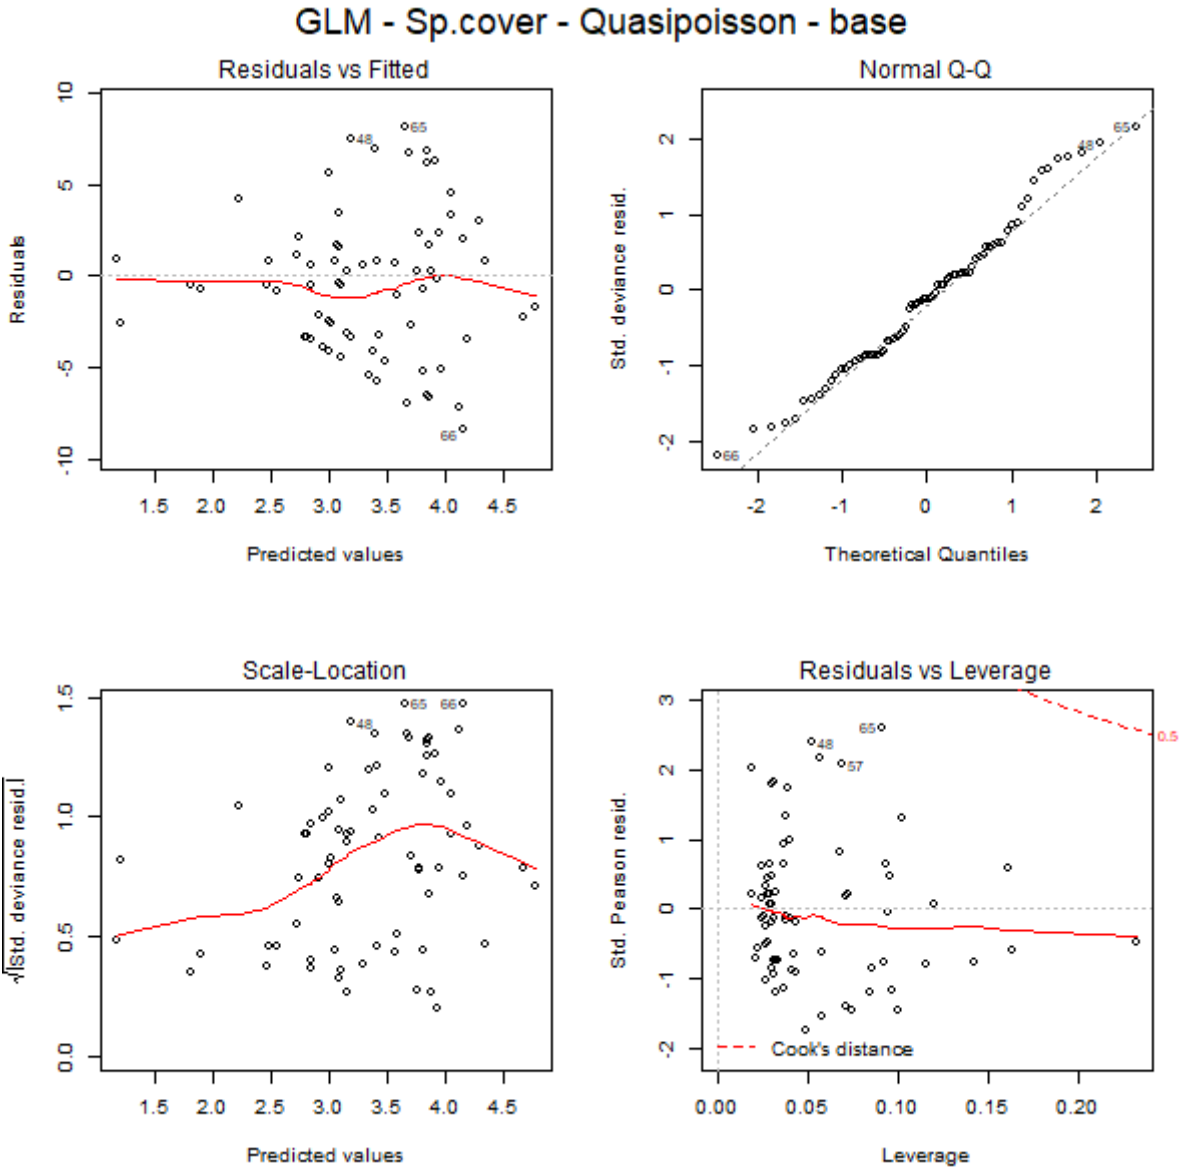 GLM - Sp.cover - Quasipoisson - base
Residuals vs Fitted
Residuals
10
5
0
-5
-10
48
65
66
1.5 2.0 2.5 3.0 3.5 4.0 4.5
Predicted values
Normal Q-Q
Std. deviance resid.
2
1
0
-1
-2
65
48
66
-2 -1 0 1 2
Theoretical Quantiles
Scale-Location
√|Std. deviance resid.|
1.5
1.0
0.5
0.0
65 66
48
1.5 2.0 2.5 3.0 3.5 4.0 4.5
Predicted values
Residuals vs Leverage
Std. Pearson resid.
3
2
1
0
-1
-2
65
48
57
0.5
Cook's distance
0.00 0.05 0.10 0.15 0.20
Leverage